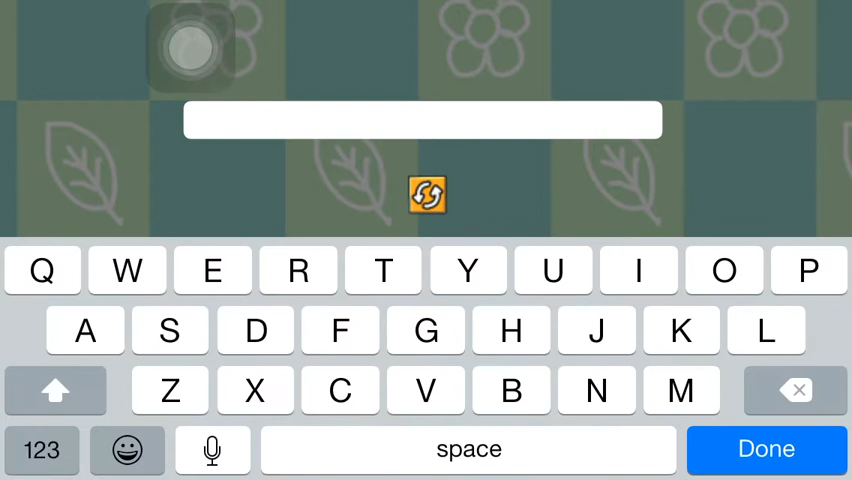 Q W E R T Y U I O P
A S D F G H J K L
Z X C V B N M
123 space Done